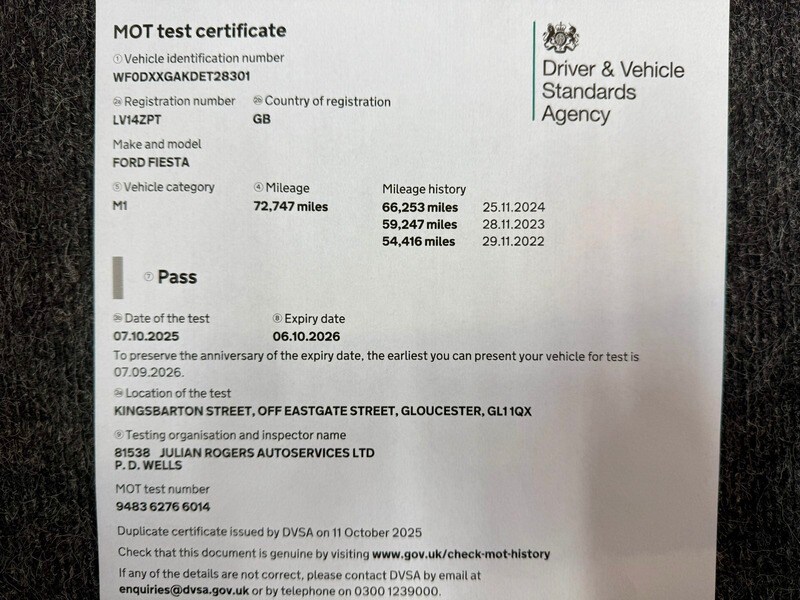 MOT test certificate
① Vehicle identification number
WF0DXXGAKDET28301
Driver & Vehicle
Standards
Agency
Registration number
Country of registration
LV14ZPT
GB
Make and model
FORD FIESTA
③ Vehicle category
④ Mileage
Mileage history
M1
72,747 miles
66,253 miles 25.11.2024
59,247 miles 28.11.2023
54,416 miles 29.11.2022
⑦ Pass
Date of the test
⑧ Expiry date
07.10.2025
06.10.2026
To preserve the anniversary of the expiry date, the earliest you can present your vehicle for test is
07.09.2026.
Location of the test
KINGSBARTON STREET, OFF EASTGATE STREET, GLOUCESTER, GL1 1QX
⑨ Testing organisation and inspector name
81538 JULIAN ROGERS AUTOSERVICES LTD
P. D. WELLS
MOT test number
9483 6276 6014
Duplicate certificate issued by DVSA on 11 October 2025
Check that this document is genuine by visiting www.gov.uk/check-mot-history
If any of the details are not correct, please contact DVSA by email at
enquiries@dvsa.gov.uk or by telephone on 0300 1239000.